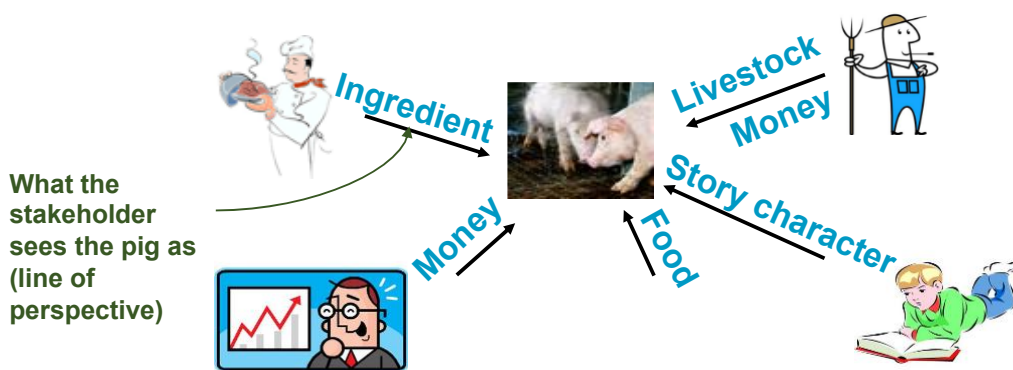 Ingredient
Livestock
Money
What the
stakeholder
sees the pig as
(line of
perspective)
Money
Food
Story character